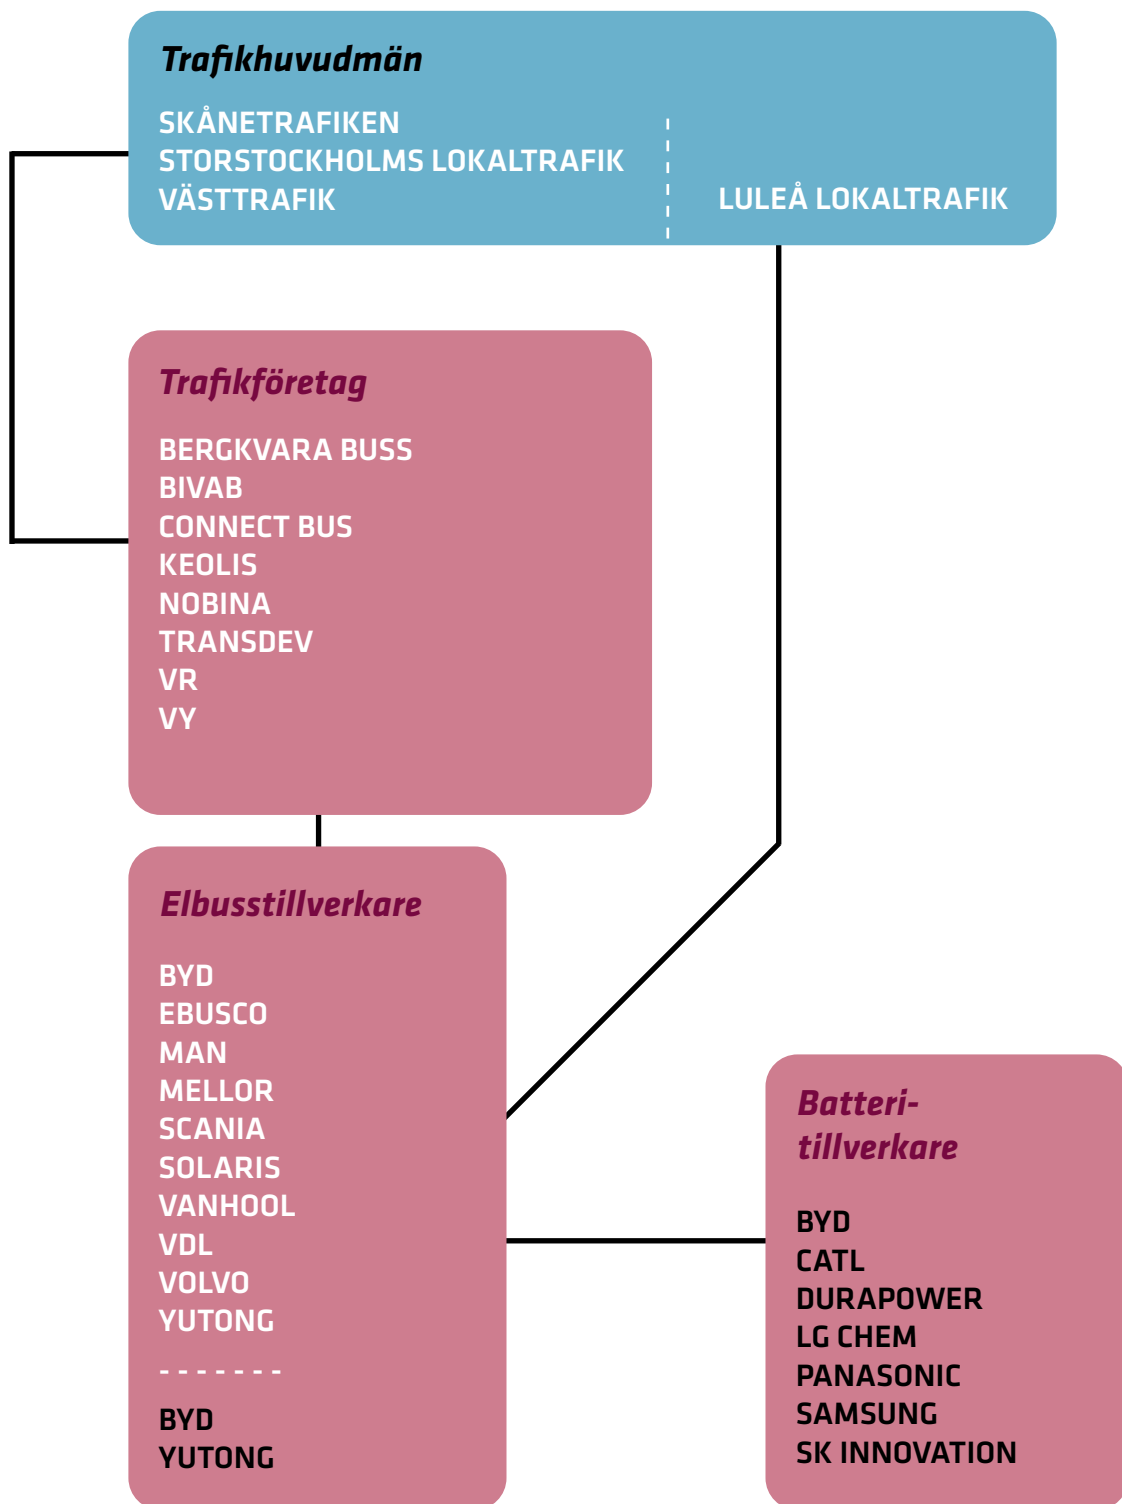 Trafikhuvudmän
SKÅNETRAFIKEN
STORSTOCKHOLMS LOKALTRAFIK
VÄSTTRAFIK
LULEÅ LOKALTRAFIK
Trafikföretag
BERGKVARA BUSS
BIVAB
CONNECT BUS
KEOLIS
NOBINA
TRANSDEV
VR
VY
Elbusstillverkare
BYD
EBUSCO
MAN
MELLOR
SCANIA
SOLARIS
VANHOOL
VDL
VOLVO
YUTONG
- - - - - - -
BYD
YUTONG
Batteri-
tillverkare
BYD
CATL
DURAPOWER
LG CHEM
PANASONIC
SAMSUNG
SK INNOVATION